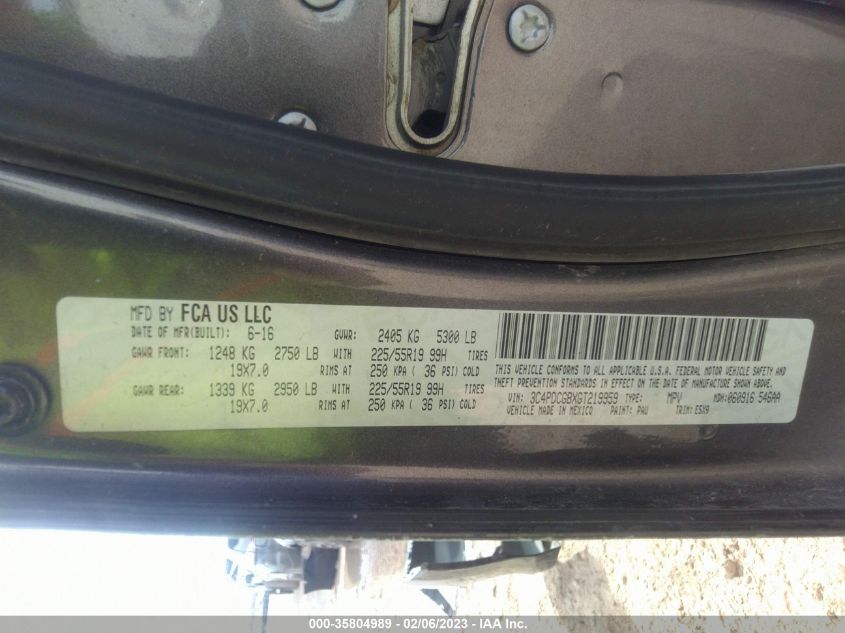 MFD BY FCA US LLC
DATE OF MFR(BUILT): 6-16 GVWR: 2405 KG 5300 LB
GAWR FRONT: 1248 KG 2750 LB WITH 225/55R19 99H TIRES
19X7.0 RIMS AT 250 KPA ( 36 PSI) COLD
GAWR REAR: 1339 KG 2950 LB WITH 225/55R19 99H TIRES
19X7.0 RIMS AT 250 KPA ( 36 PSI) COLD
THIS VEHICLE CONFORMS TO ALL APPLICABLE U.S.A. FEDERAL MOTOR VEHICLE SAFETY AND
THEFT PREVENTION STANDARDS IN EFFECT ON THE DATE OF MANUFACTURE SHOWN ABOVE.
VIN: 3C4PDCGBXGT219959 TYPE: MPV MDH: 060916 546AA
VEHICLE MADE IN MEXICO PAINT: PAU TRIM: E5X9
000-35804989 - 02/06/2023 - IAA Inc.